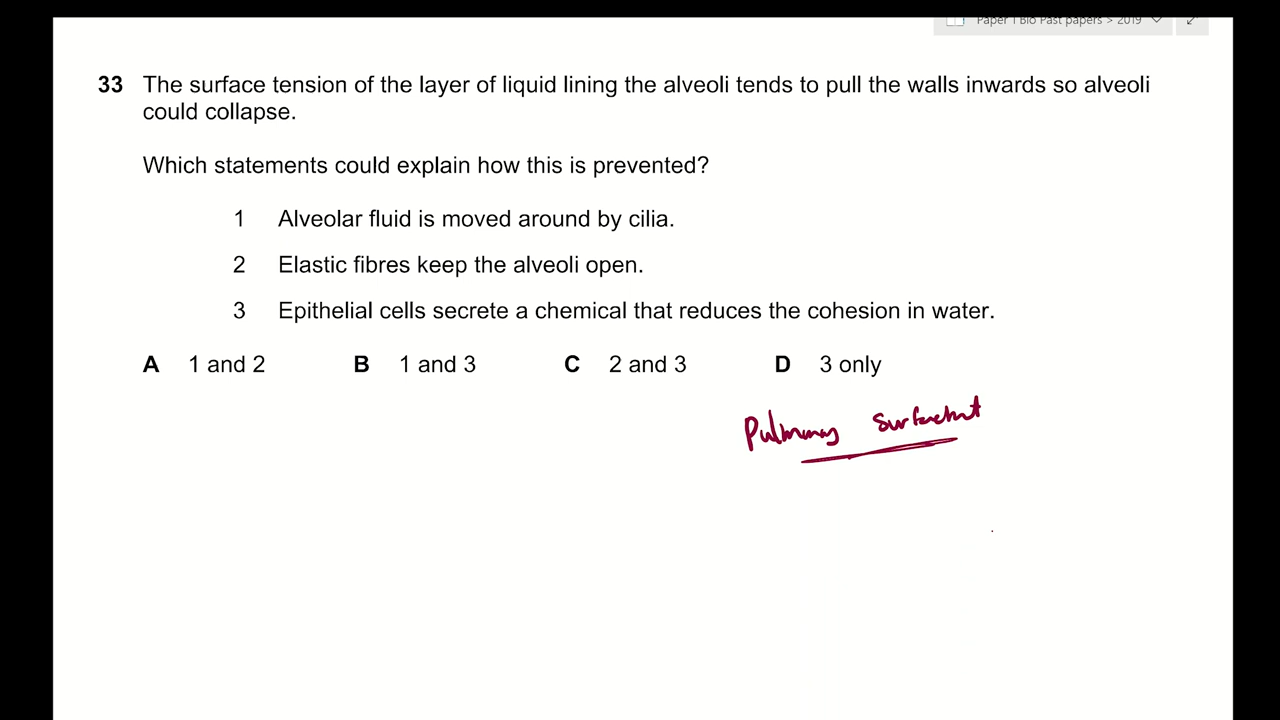 Paper 1 Bio Past papers > 2019
33 The surface tension of the layer of liquid lining the alveoli tends to pull the walls inwards so alveoli
could collapse.
Which statements could explain how this is prevented?
1 Alveolar fluid is moved around by cilia.
2 Elastic fibres keep the alveoli open.
3 Epithelial cells secrete a chemical that reduces the cohesion in water.
A 1 and 2 B 1 and 3 C 2 and 3 D 3 only
Pulmonary surfactant